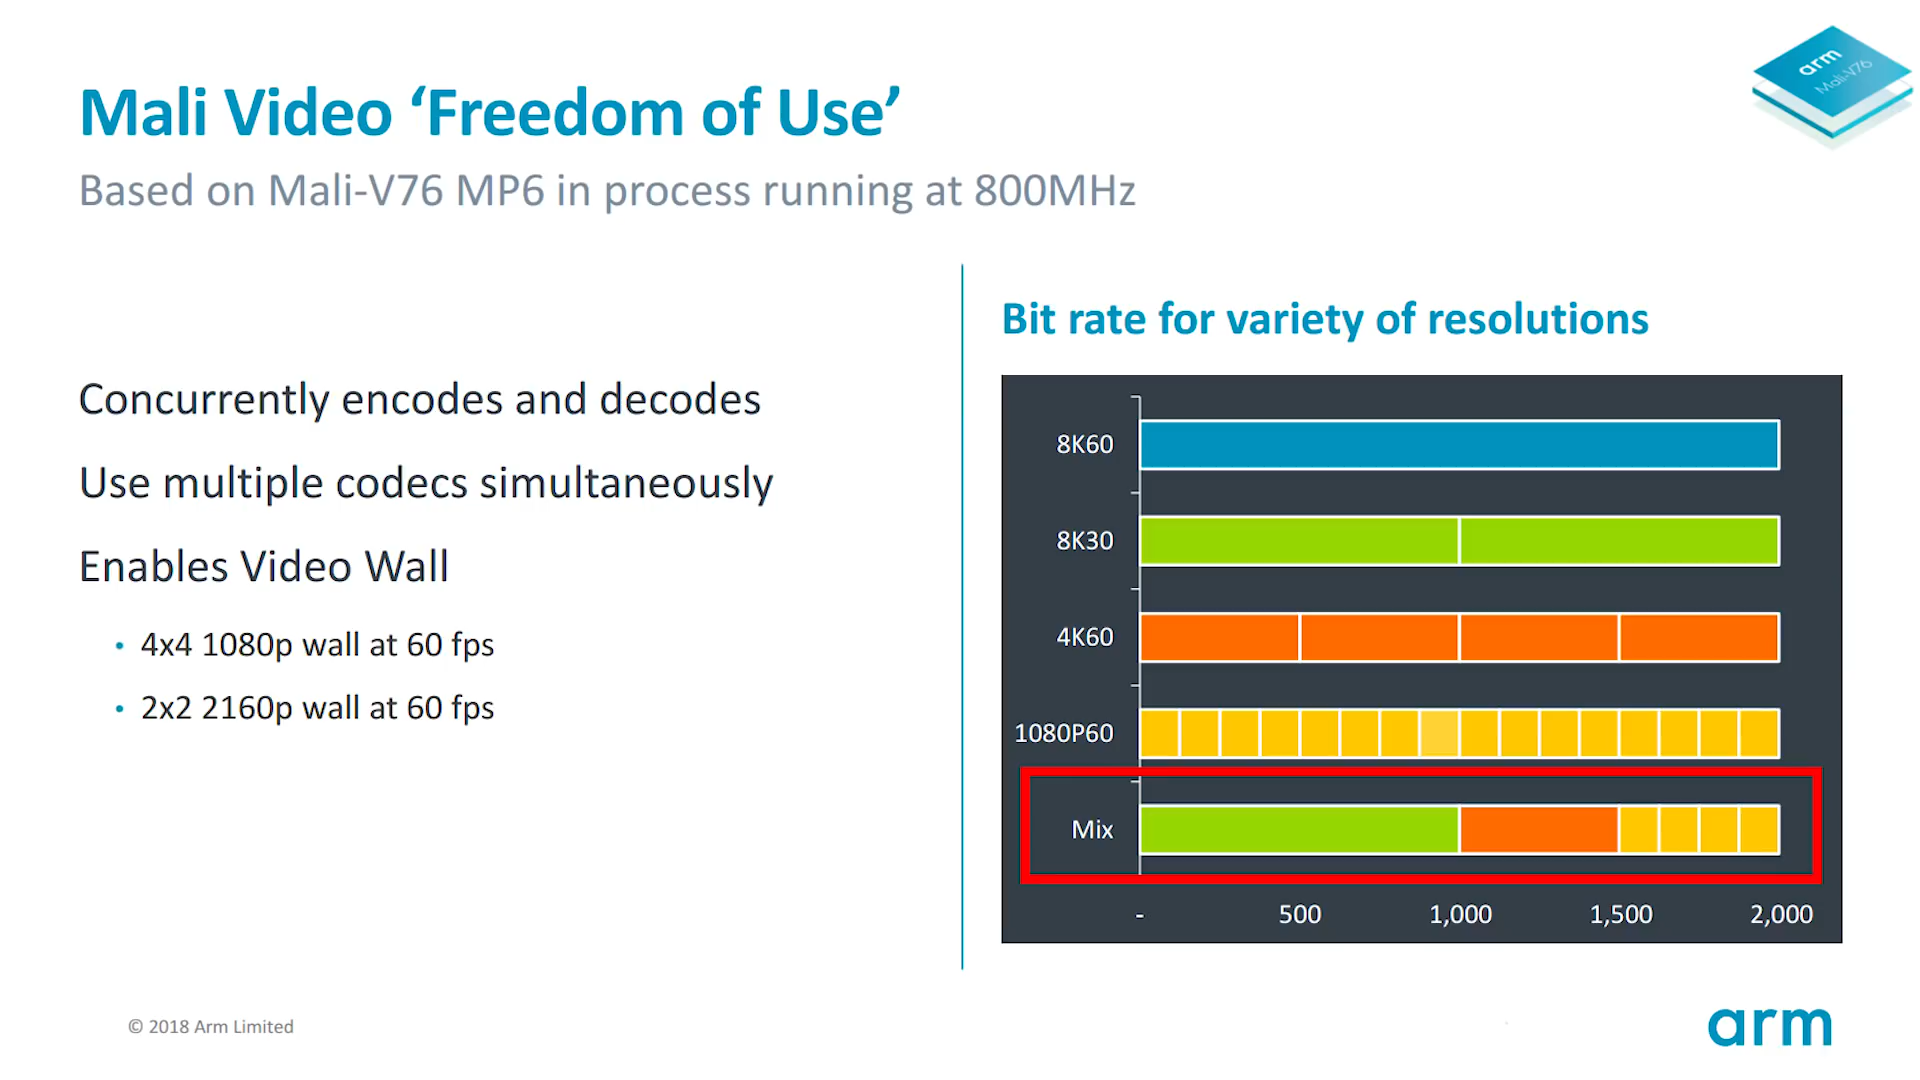 arm
Mali-V76
Mali Video ‘Freedom of Use’
Based on Mali-V76 MP6 in process running at 800MHz
Concurrently encodes and decodes
Use multiple codecs simultaneously
Enables Video Wall
• 4x4 1080p wall at 60 fps
• 2x2 2160p wall at 60 fps
Bit rate for variety of resolutions
8K60
8K30
4K60
1080P60
Mix
- 500 1,000 1,500 2,000
© 2018 Arm Limited
arm